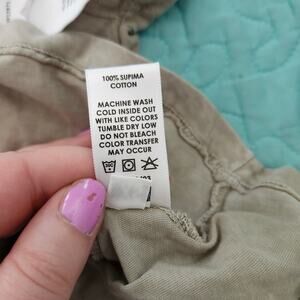 100% SUPIMA
COTTON
MACHINE WASH
COLD INSIDE OUT
WITH LIKE COLORS
TUMBLE DRY LOW
DO NOT BLEACH
COLOR TRANSFER
MAY OCCUR